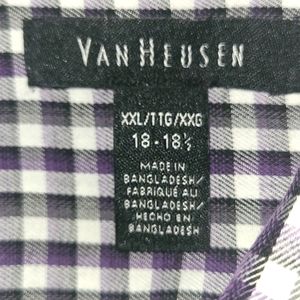 VAN HEUSEN
XXL/TTG/XXG
18-18½
MADE IN
BANGLADESH/
FABRIQUÉ AU
BANGLADESH/
HECHO EN
BANGLADESH